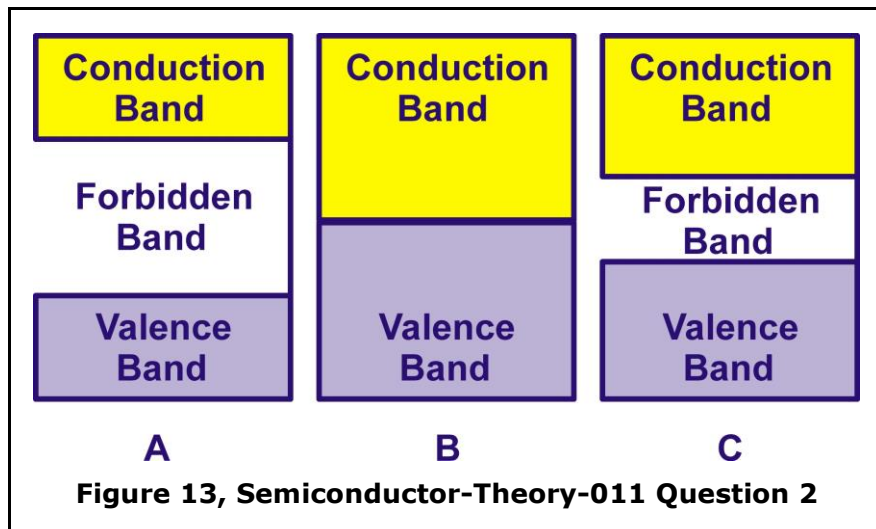 Conduction
Band
Forbidden
Band
Valence
Band
A
Conduction
Band
Valence
Band
B
Conduction
Band
Forbidden
Band
Valence
Band
C
Figure 13, Semiconductor-Theory-011 Question 2